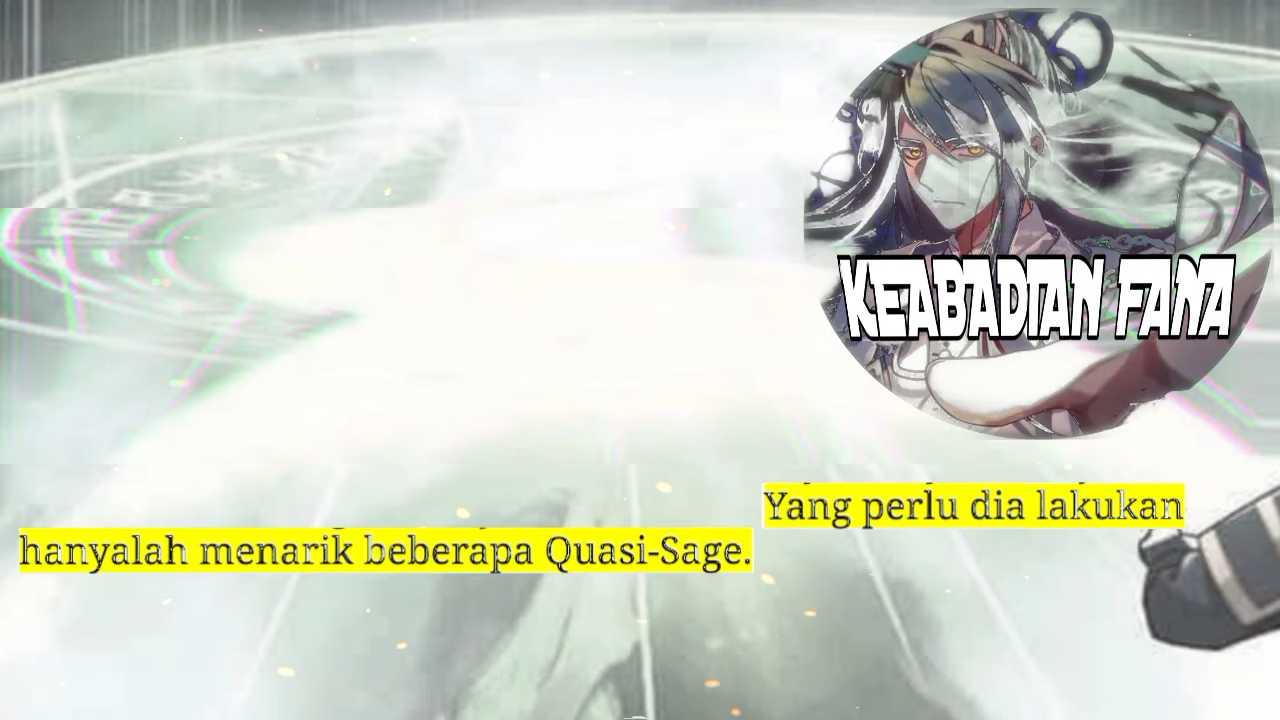 KEABADIAN FANA
Yang perlu dia lakukan
hanyalah menarik beberapa Quasi-Sage.